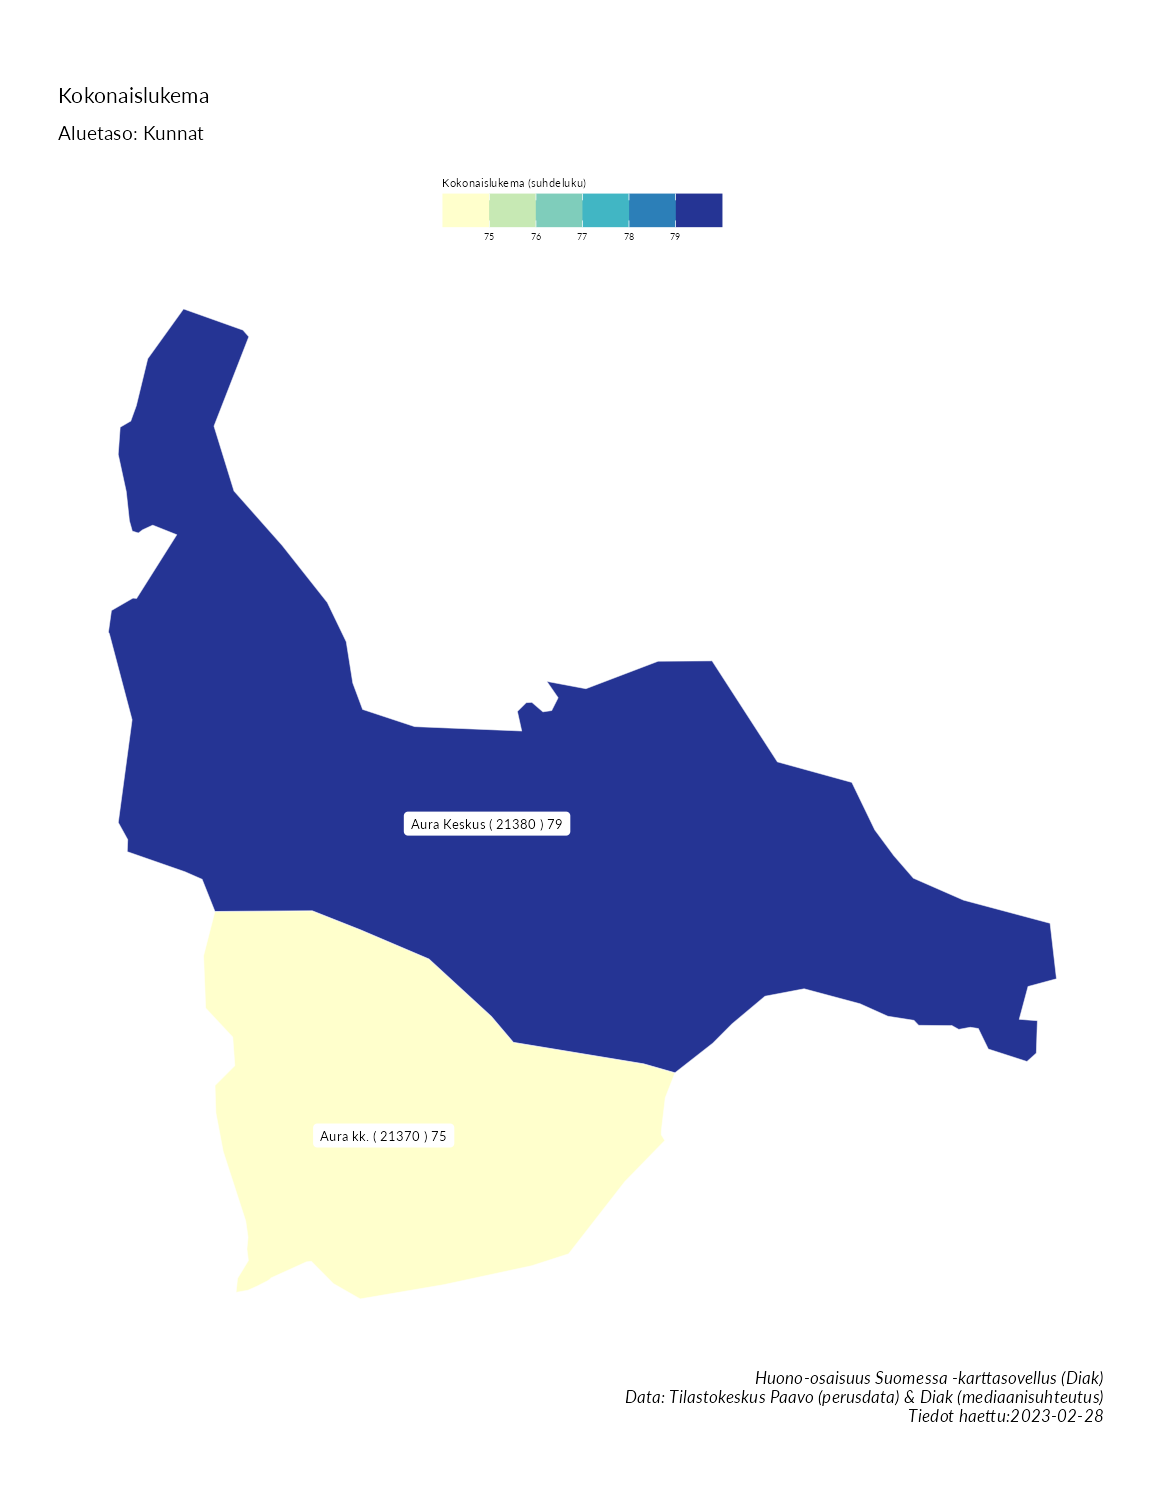 Kokonaislukema
Aluetaso: Kunnat
Kokonaislukema (suhdeluku)
75 76 77 78 79
Aura Keskus ( 21380 ) 79
Aura kk. ( 21370 ) 75
Huono-osaisuus Suomessa -karttasovellus (Diak)
Data: Tilastokeskus Paavo (perusdata) & Diak (mediaanisuhteutus)
Tiedot haettu:2023-02-28